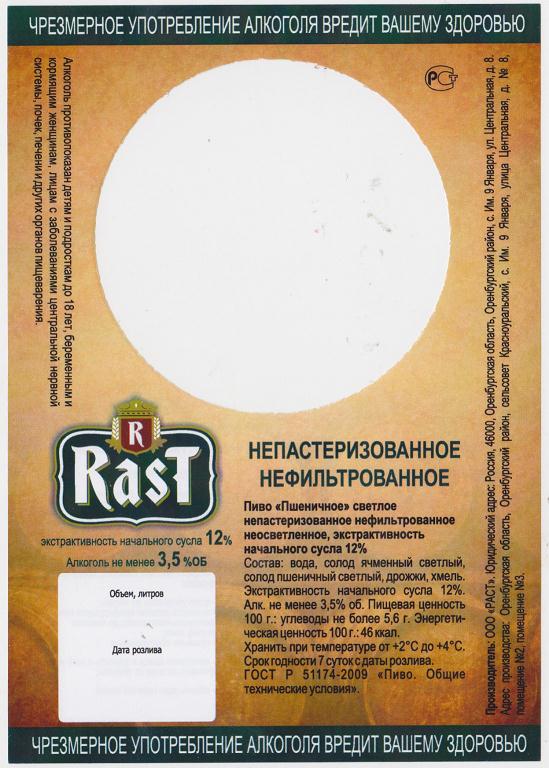 ЧРЕЗМЕРНОЕ УПОТРЕБЛЕНИЕ АЛКОГОЛЯ ВРЕДИТ ВАШЕМУ ЗДОРОВЬЮ
Алкоголь противопоказан детям и подросткам до 18 лет, беременным и
кормящим женщинам, лицам с заболеваниями центральной нервной
системы, почек, печени и других органов пищеварения.
РСТ
R
RasT
экстрактивность начального сусла 12%
Алкоголь не менее 3,5 %ОБ
Объем, литров
Дата розлива
НЕПАСТЕРИЗОВАННОЕ
НЕФИЛЬТРОВАННОЕ
Пиво «Пшеничное» светлое
непастеризованное нефильтрованное
неосветленное, экстрактивность
начального сусла 12%
Состав: вода, солод ячменный светлый,
солод пшеничный светлый, дрожжи, хмель.
Экстрактивность начального сусла 12%.
Алк. не менее 3,5% об. Пищевая ценность
100 г.: углеводы не более 5,6 г. Энергети-
ческая ценность 100 г.: 46 ккал.
Хранить при температуре от +2°С до +4°С.
Срок годности 7 суток с даты розлива.
ГОСТ Р 51174-2009 «Пиво. Общие
технические условия».
Производитель: ООО «РАСТ». Юридический адрес: Россия, 46000, Оренбургская область, Оренбургский район, с. Им. 9 Января, ул. Центральная, д. 8.
Адрес производства: Оренбургская область, Оренбургский район, сельсовет Красноуральский, с. Им. 9 Января, улица Центральная, д. № 8,
помещение №2, помещение №3.
ЧРЕЗМЕРНОЕ УПОТРЕБЛЕНИЕ АЛКОГОЛЯ ВРЕДИТ ВАШЕМУ ЗДОРОВЬЮ